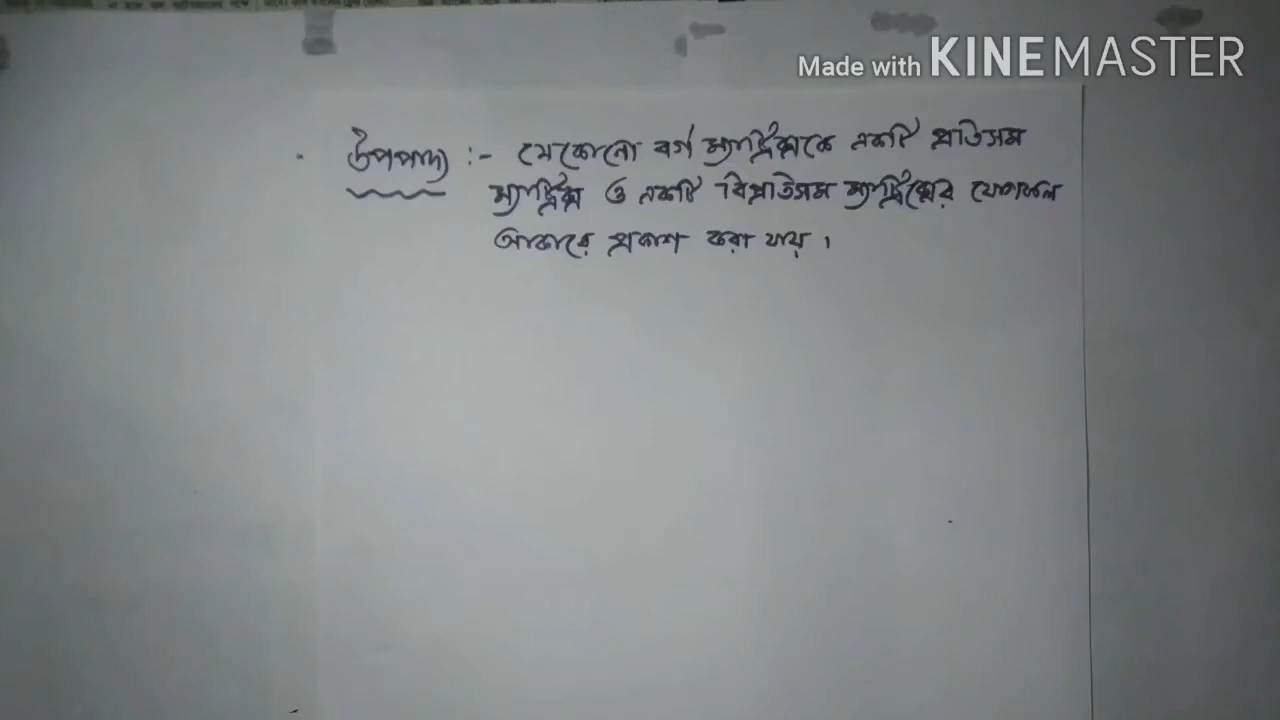 Made with KINEMASTER
উপপাদ্য :- যেকোনো বর্গ ম্যাট্রিক্সকে একটি প্রতিসম
ম্যাট্রিক্স ও একটি বিপ্রতিসম ম্যাট্রিক্সের যোগফল
আকারে প্রকাশ করা যায় ।